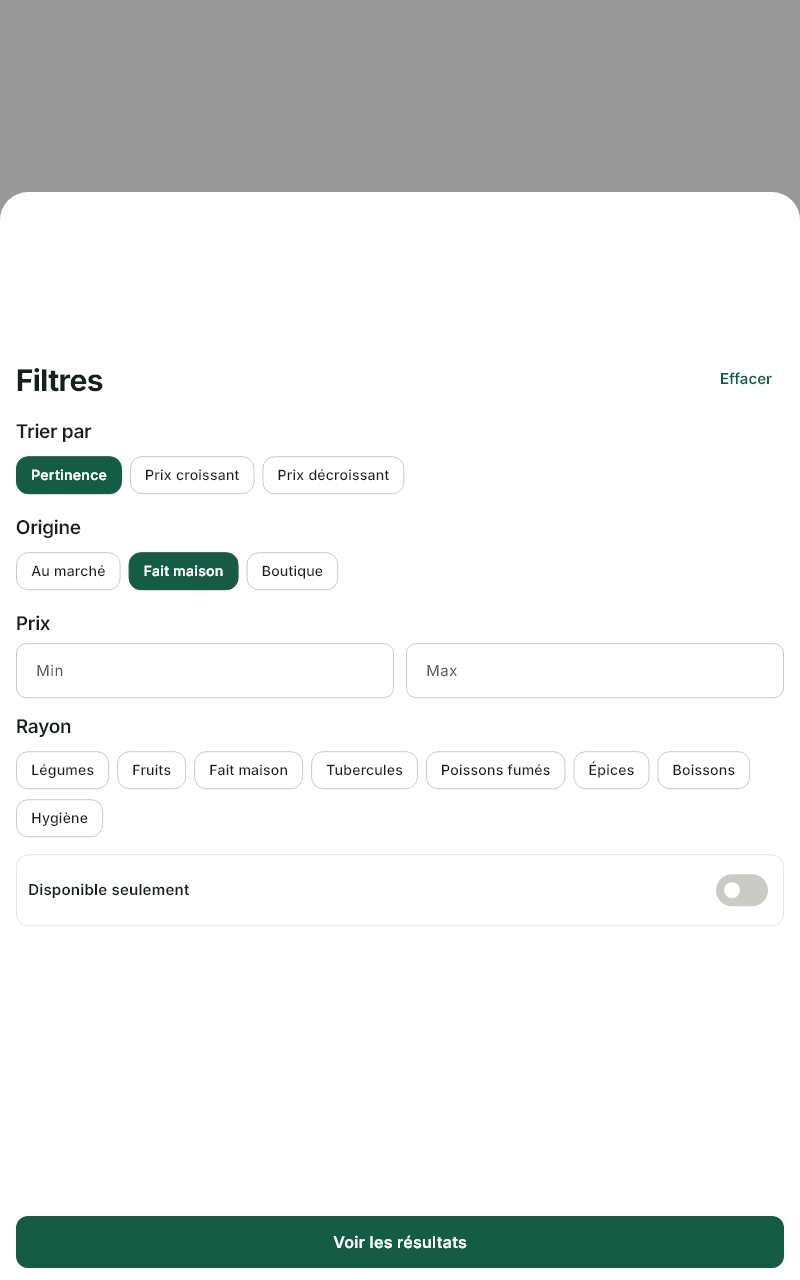 Filtres
Effacer
Trier par
Pertinence
Prix croissant
Prix décroissant
Origine
Au marché
Fait maison
Boutique
Prix
Min
Max
Rayon
Légumes
Fruits
Fait maison
Tubercules
Poissons fumés
Épices
Boissons
Hygiène
Disponible seulement
Voir les résultats